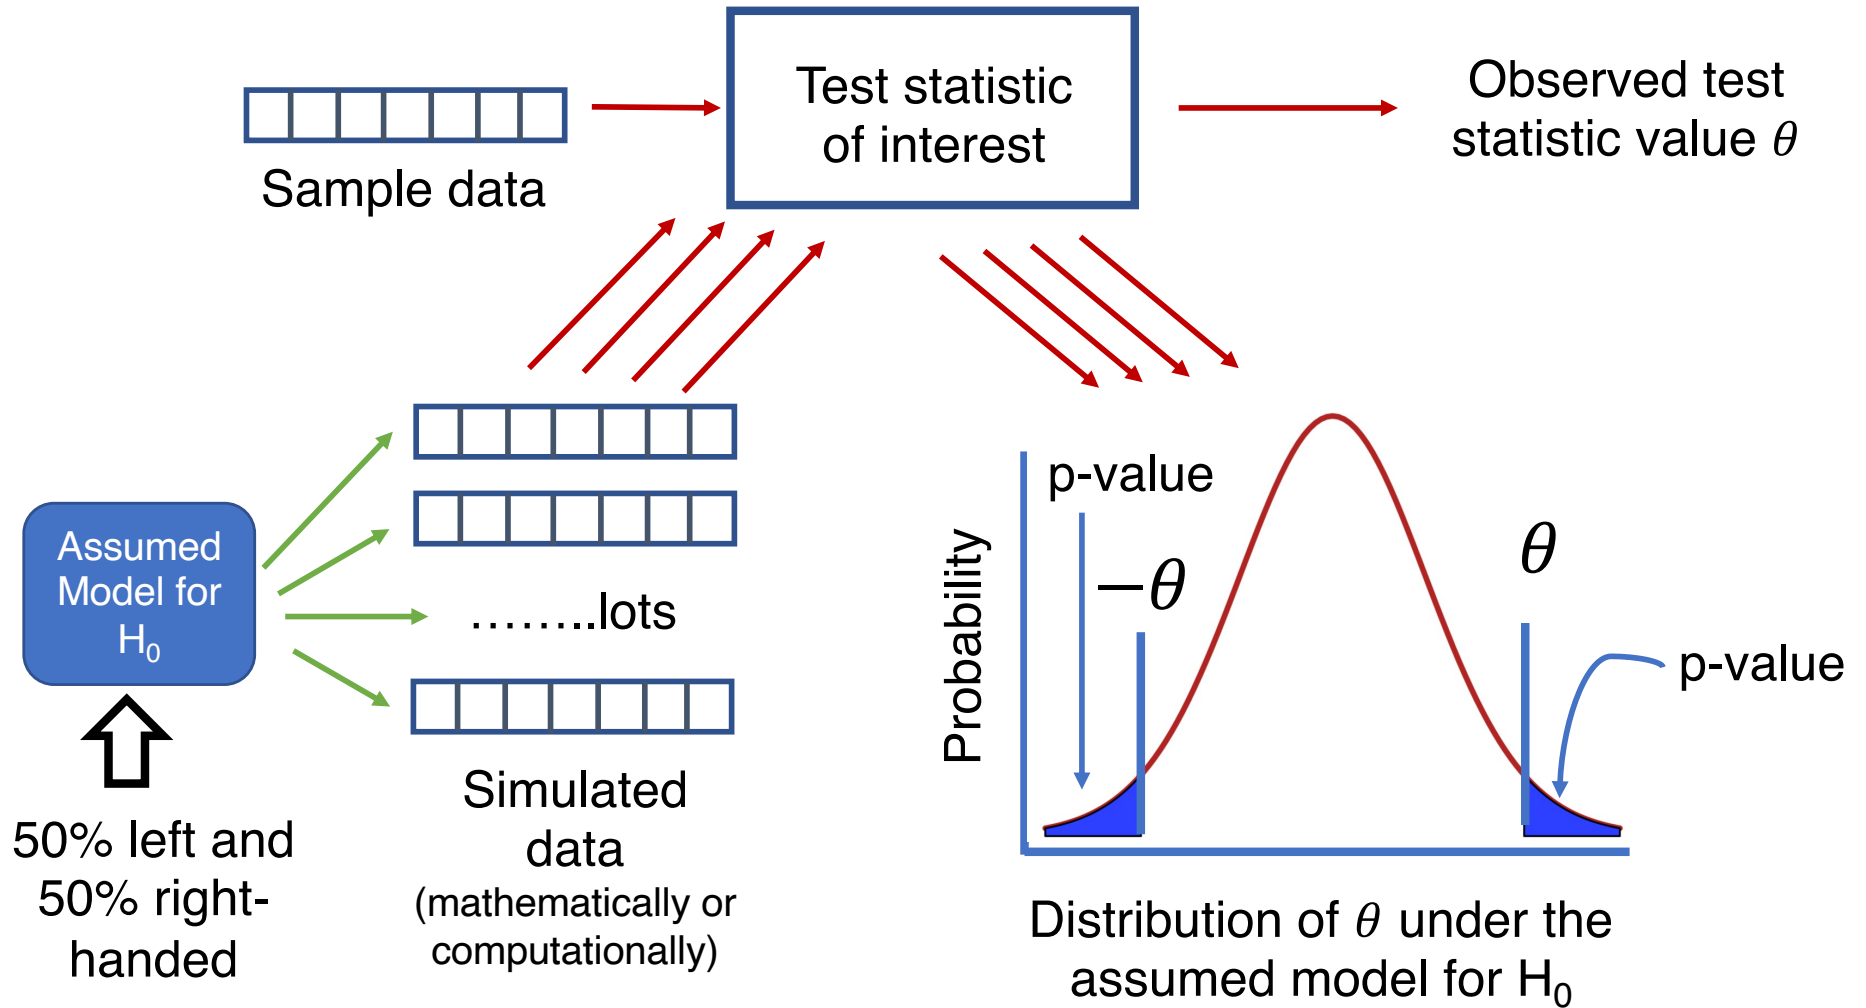 Test statistic
of interest
Observed test
statistic value θ
Sample data
Assumed
Model for
H₀
……..lots
Simulated
data
(mathematically or
computationally)
50% left and
50% right-
handed
p-value
−θ
θ
p-value
Probability
Distribution of θ under the
assumed model for H₀